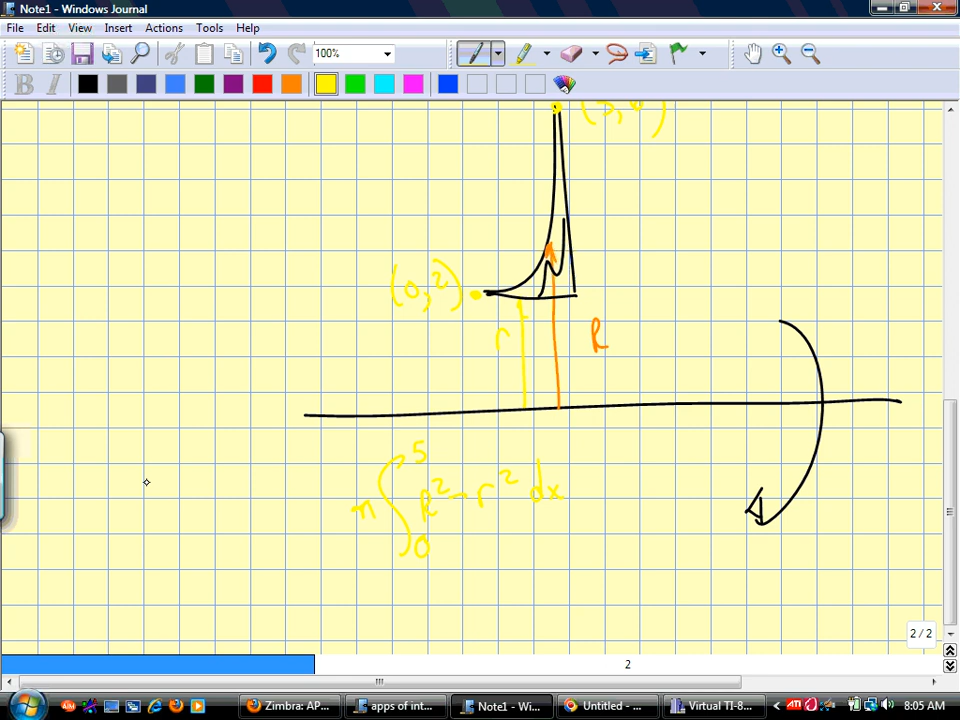 Note1 - Windows Journal
File Edit View Insert Actions Tools Help
100%
B I
(0,2)
r
R
5
π ∫ R² - r² dx
0
2/2
2
Zimbra: AP...
apps of int...
Note1 - Wi...
Untitled - ...
Virtual TI-8...
8:05 AM